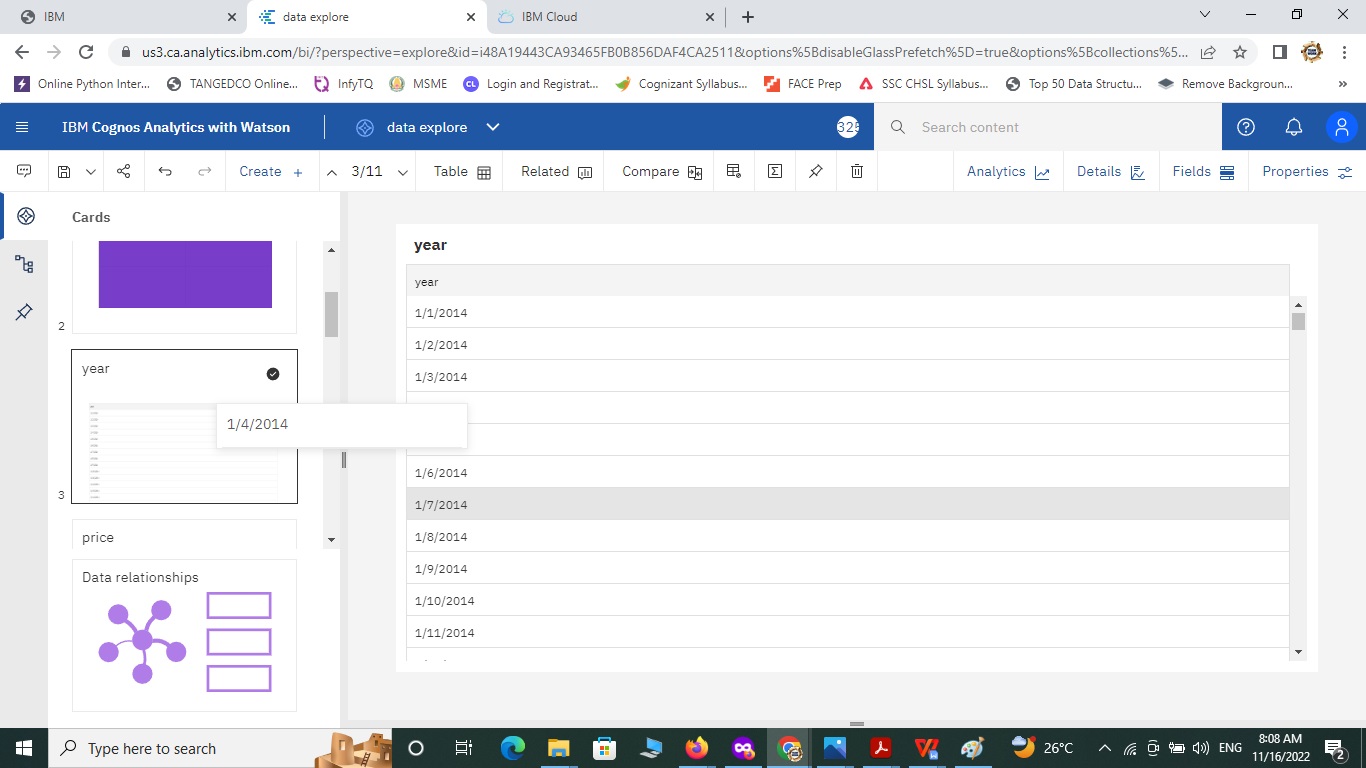 IBM
data explore
IBM Cloud
us3.ca.analytics.ibm.com/bi/?perspective=explore&id=i48A19443CA93465FB0B856DAF4CA2511&options%5BdisableGlassPrefetch%5D=true&options%5Bcollections%5...
Online Python Inter...
TANGEDCO Online...
InfyTQ
MSME
CL Login and Registrat...
Cognizant Syllabus...
FACE Prep
SSC CHSL Syllabus...
Top 50 Data Structu...
Remove Backgroun...
»
IBM Cognos Analytics with Watson
data explore
325
Search content
Create +
3/11
Table
Related
Compare
Analytics
Details
Fields
Properties
Cards
2
year
3
1/4/2014
price
Data relationships
year
year
1/1/2014
1/2/2014
1/3/2014
1/6/2014
1/7/2014
1/8/2014
1/9/2014
1/10/2014
1/11/2014
Type here to search
26°C
ENG
8:08 AM
11/16/2022
2